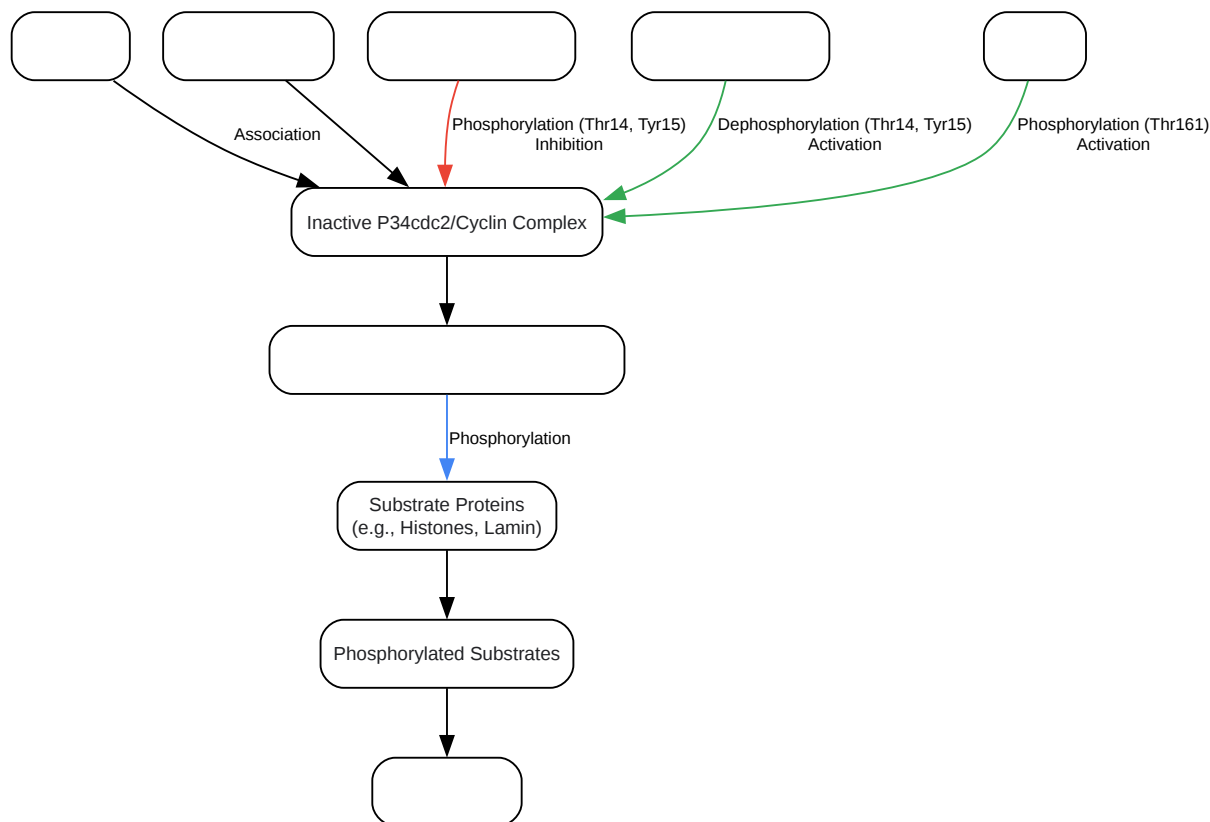 Association
Phosphorylation (Thr14, Tyr15)
Inhibition
Dephosphorylation (Thr14, Tyr15)
Activation
Phosphorylation (Thr161)
Activation
Inactive P34cdc2/Cyclin Complex
Phosphorylation
Substrate Proteins
(e.g., Histones, Lamin)
Phosphorylated Substrates